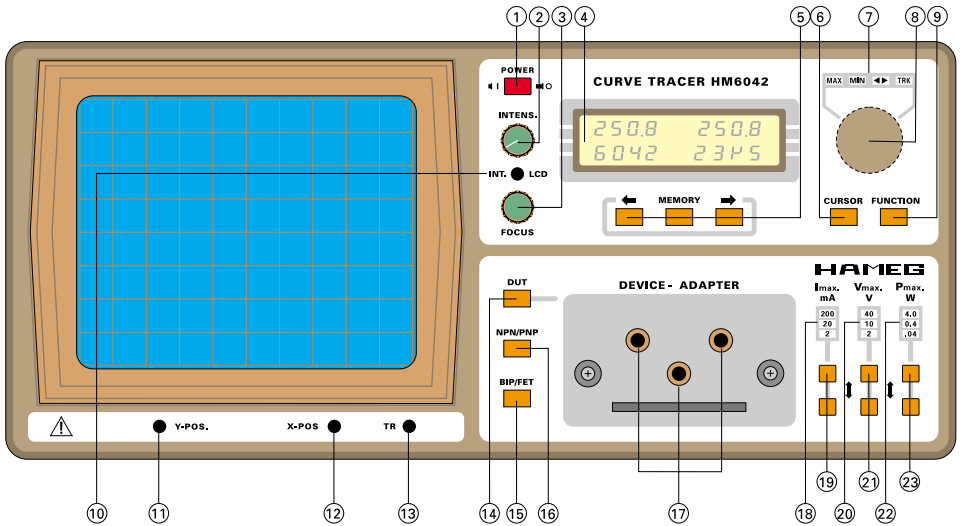 1 2 3 4 5 6 7 8 9
POWER
CURVE TRACER HM6042
MAX MIN ◀▶ TRK
I O
INTENS.
250.8 250.8
6042 23µS
INT. LCD
MEMORY
CURSOR FUNCTION
FOCUS
HAMEG
DUT
DEVICE- ADAPTER
Imax. Vmax. Pmax.
mA V W
200 40 4.0
20 10 0.4
2 2 .04
NPN/PNP
BIP/FET
Y-POS. X-POS TR
10 11 12 13 14 15 16 17 18 19 20 21 22 23